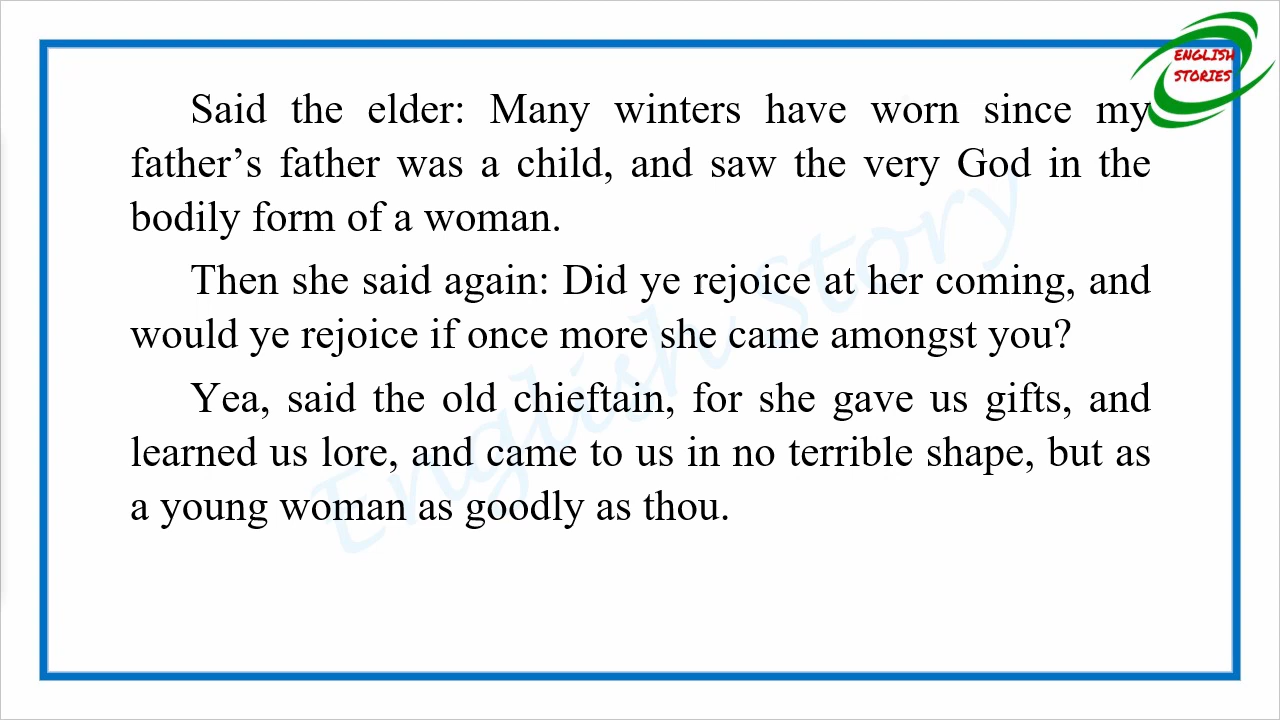 ENGLISH
STORIES
Said the elder: Many winters have worn since my
father’s father was a child, and saw the very God in the
bodily form of a woman.
Then she said again: Did ye rejoice at her coming, and
would ye rejoice if once more she came amongst you?
Yea, said the old chieftain, for she gave us gifts, and
learned us lore, and came to us in no terrible shape, but as
a young woman as goodly as thou.
English Story